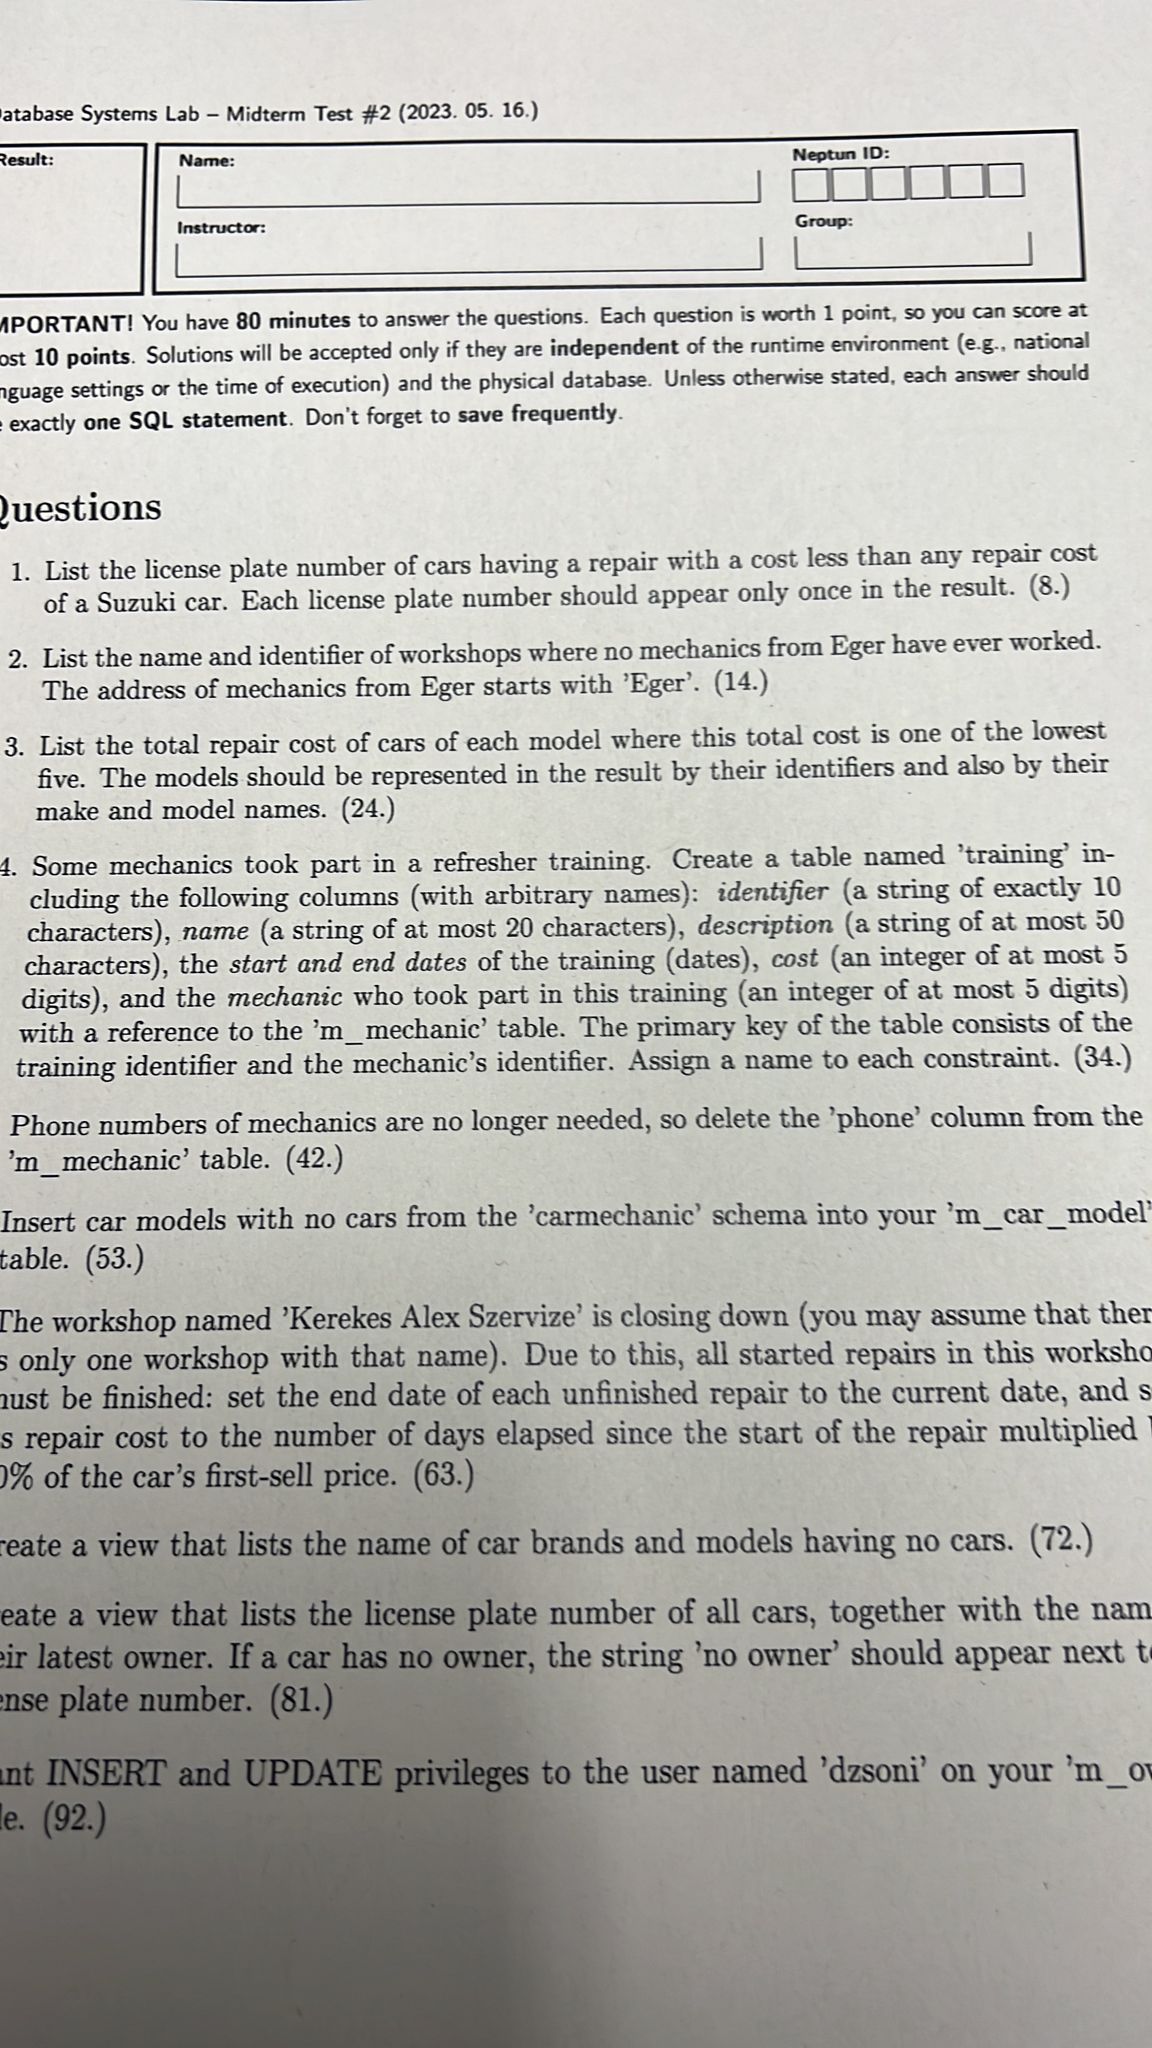 Database Systems Lab – Midterm Test #2 (2023. 05. 16.)
Result:
Name:
Neptun ID:
Instructor:
Group:
IMPORTANT! You have 80 minutes to answer the questions. Each question is worth 1 point, so you can score at
most 10 points. Solutions will be accepted only if they are independent of the runtime environment (e.g., national
language settings or the time of execution) and the physical database. Unless otherwise stated, each answer should
exactly one SQL statement. Don't forget to save frequently.
Questions
1. List the license plate number of cars having a repair with a cost less than any repair cost
of a Suzuki car. Each license plate number should appear only once in the result. (8.)
2. List the name and identifier of workshops where no mechanics from Eger have ever worked.
The address of mechanics from Eger starts with 'Eger'. (14.)
3. List the total repair cost of cars of each model where this total cost is one of the lowest
five. The models should be represented in the result by their identifiers and also by their
make and model names. (24.)
4. Some mechanics took part in a refresher training. Create a table named 'training' in-
cluding the following columns (with arbitrary names): identifier (a string of exactly 10
characters), name (a string of at most 20 characters), description (a string of at most 50
characters), the start and end dates of the training (dates), cost (an integer of at most 5
digits), and the mechanic who took part in this training (an integer of at most 5 digits)
with a reference to the 'm_mechanic' table. The primary key of the table consists of the
training identifier and the mechanic's identifier. Assign a name to each constraint. (34.)
Phone numbers of mechanics are no longer needed, so delete the 'phone' column from the
'm_mechanic' table. (42.)
Insert car models with no cars from the 'carmechanic' schema into your 'm_car_model'
table. (53.)
The workshop named 'Kerekes Alex Szervize' is closing down (you may assume that ther
s only one workshop with that name). Due to this, all started repairs in this worksho
must be finished: set the end date of each unfinished repair to the current date, and s
s repair cost to the number of days elapsed since the start of the repair multiplied
0% of the car's first-sell price. (63.)
reate a view that lists the name of car brands and models having no cars. (72.)
eate a view that lists the license plate number of all cars, together with the nam
eir latest owner. If a car has no owner, the string 'no owner' should appear next t
ense plate number. (81.)
ant INSERT and UPDATE privileges to the user named 'dzsoni' on your 'm_ow
le. (92.)